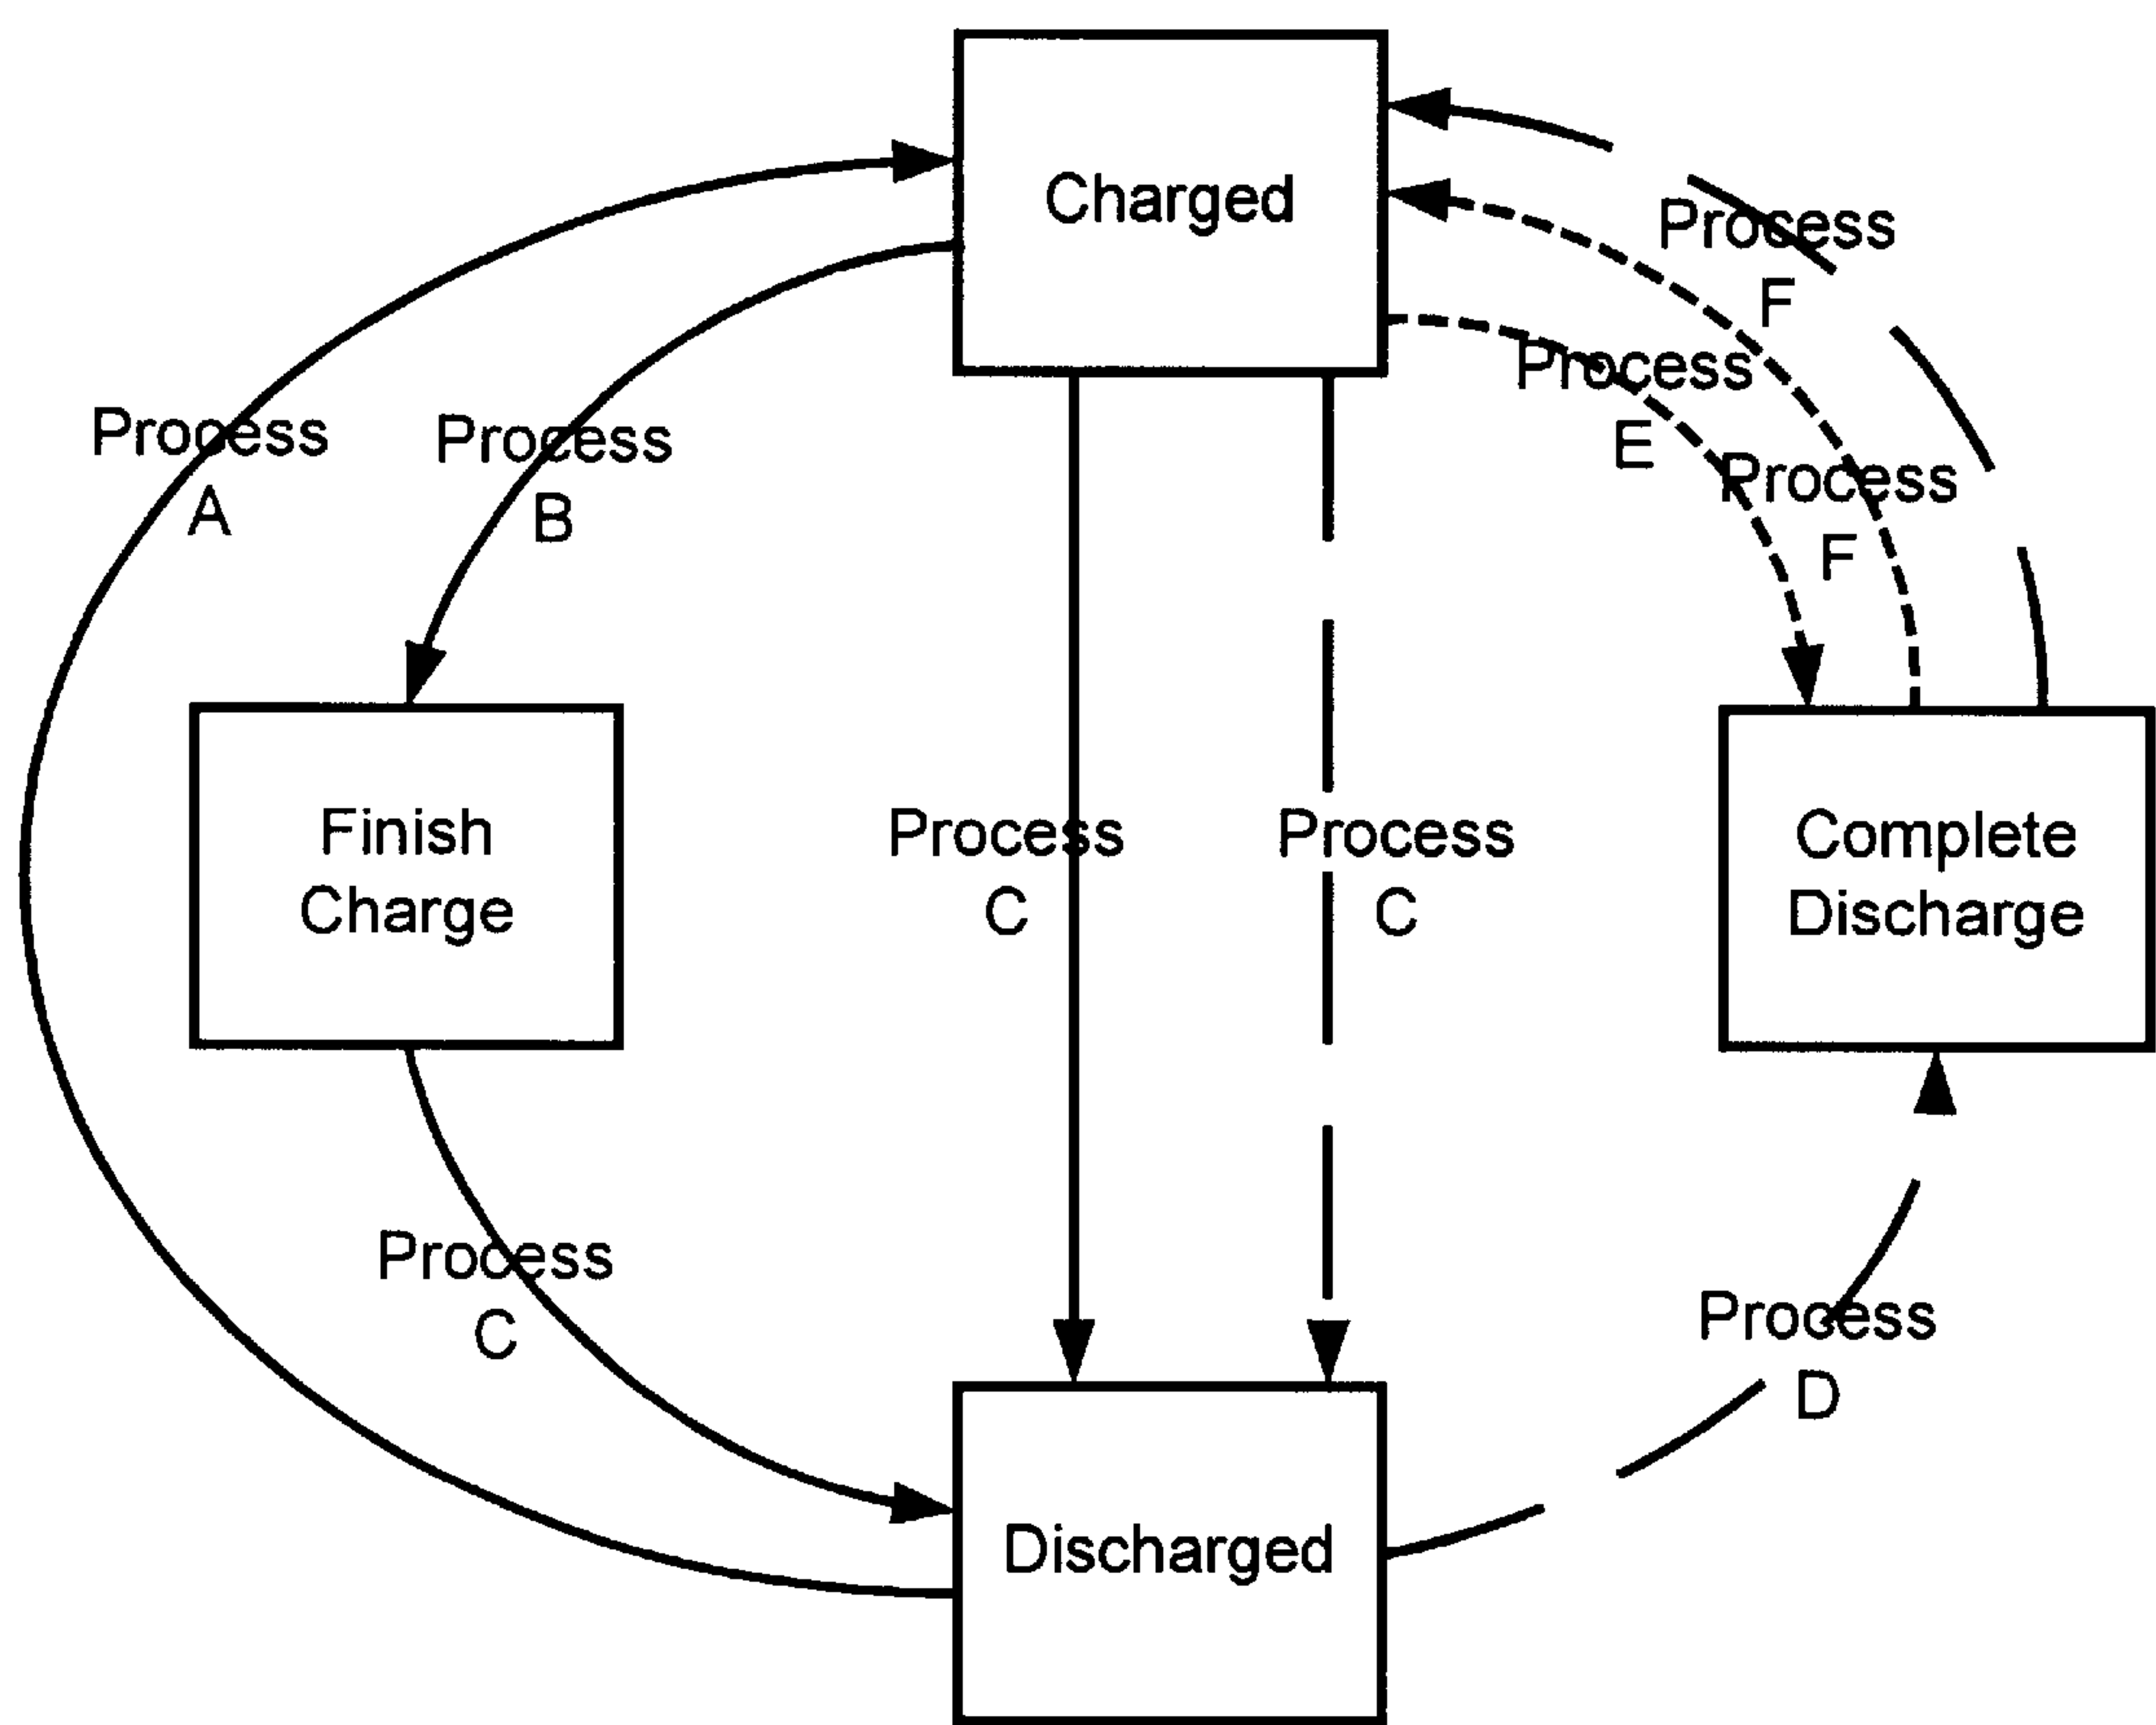 Charged
Process
F
Process
E
Process
A
Process
B
Process
F
Finish
Charge
Process
C
Process
C
Complete
Discharge
Process
C
Process
D
Discharged